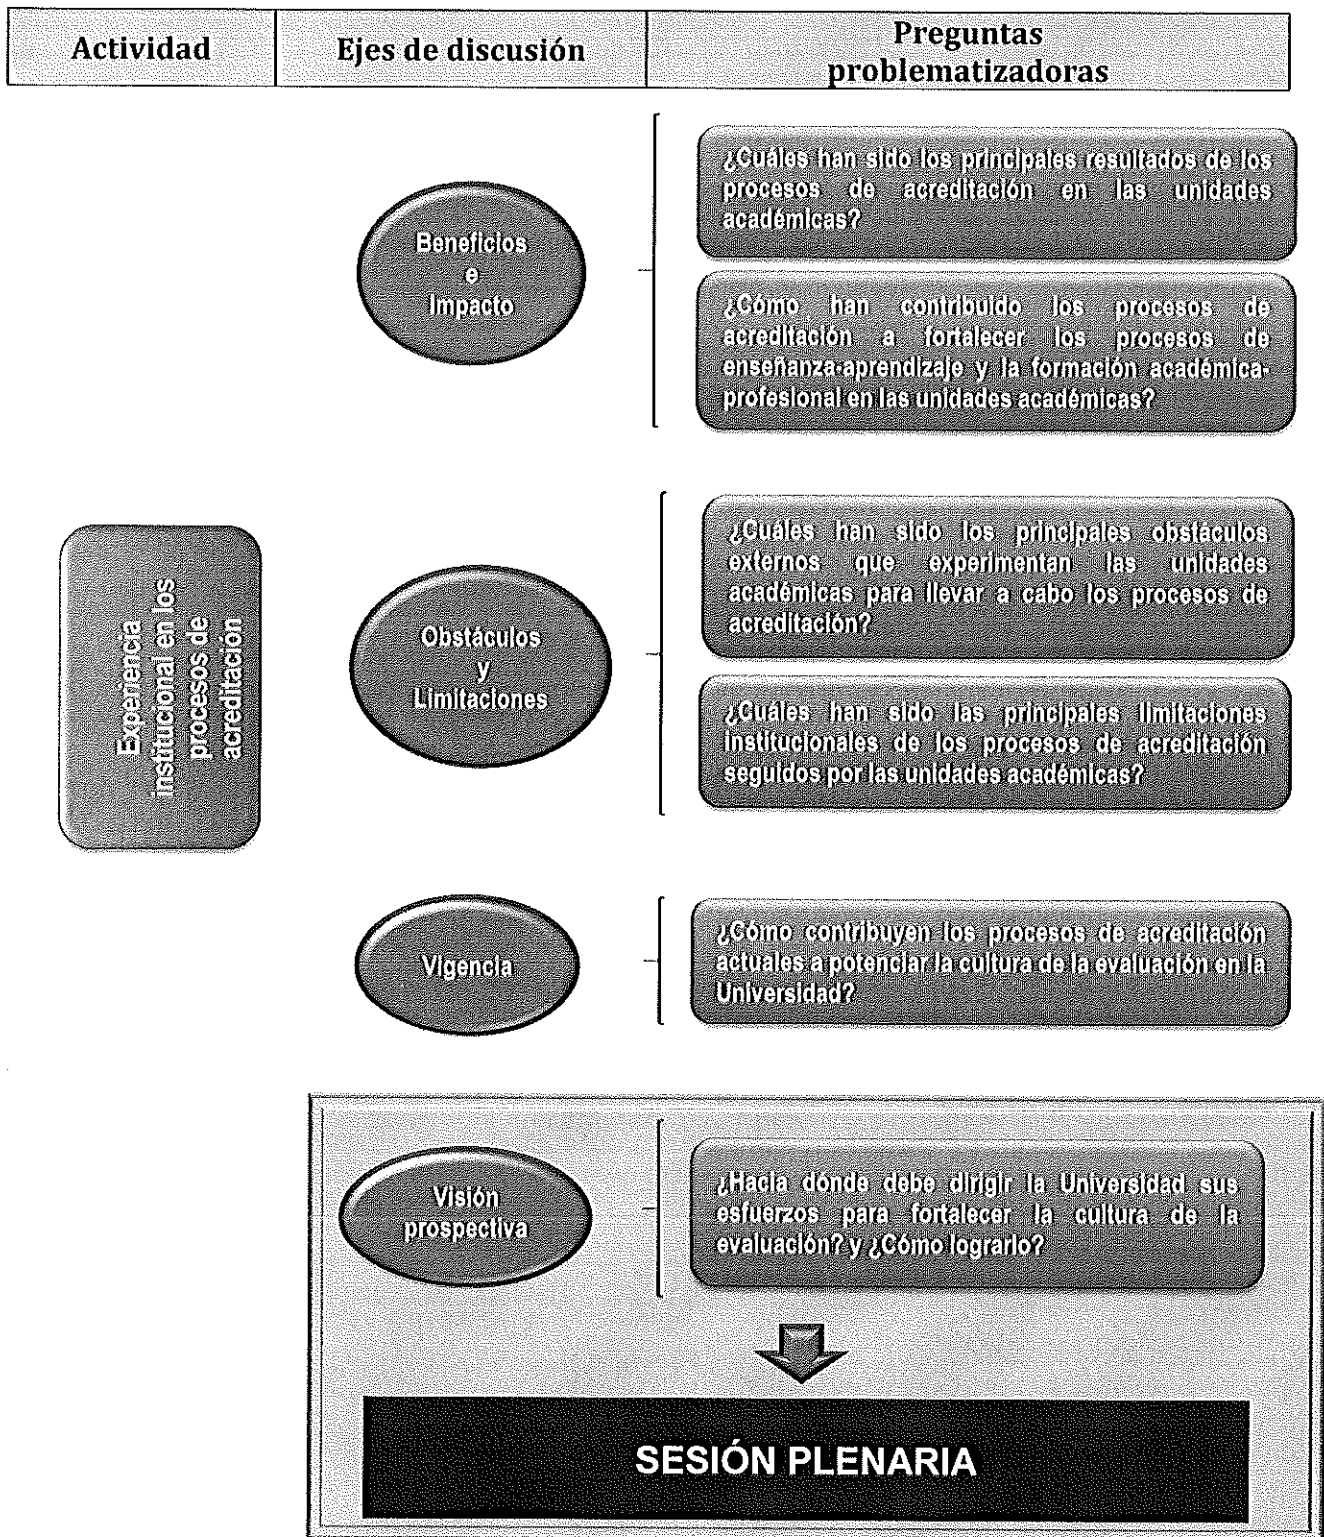 Actividad
Ejes de discusión
Preguntas
problematizadoras
Experiencia
institucional en los
procesos de
acreditación
Beneficios
e
Impacto
¿Cuáles han sido los principales resultados de los
procesos de acreditación en las unidades
académicas?
¿Cómo han contribuido los procesos de
acreditación a fortalecer los procesos de
enseñanza-aprendizaje y la formación académica-
profesional en las unidades académicas?
Obstáculos
y
Limitaciones
¿Cuáles han sido los principales obstáculos
externos que experimentan las unidades
académicas para llevar a cabo los procesos de
acreditación?
¿Cuáles han sido las principales limitaciones
institucionales de los procesos de acreditación
seguidos por las unidades académicas?
Vigencia
¿Cómo contribuyen los procesos de acreditación
actuales a potenciar la cultura de la evaluación en la
Universidad?
Visión
prospectiva
¿Hacia dónde debe dirigir la Universidad sus
esfuerzos para fortalecer la cultura de la
evaluación? y ¿Cómo lograrlo?
SESIÓN PLENARIA